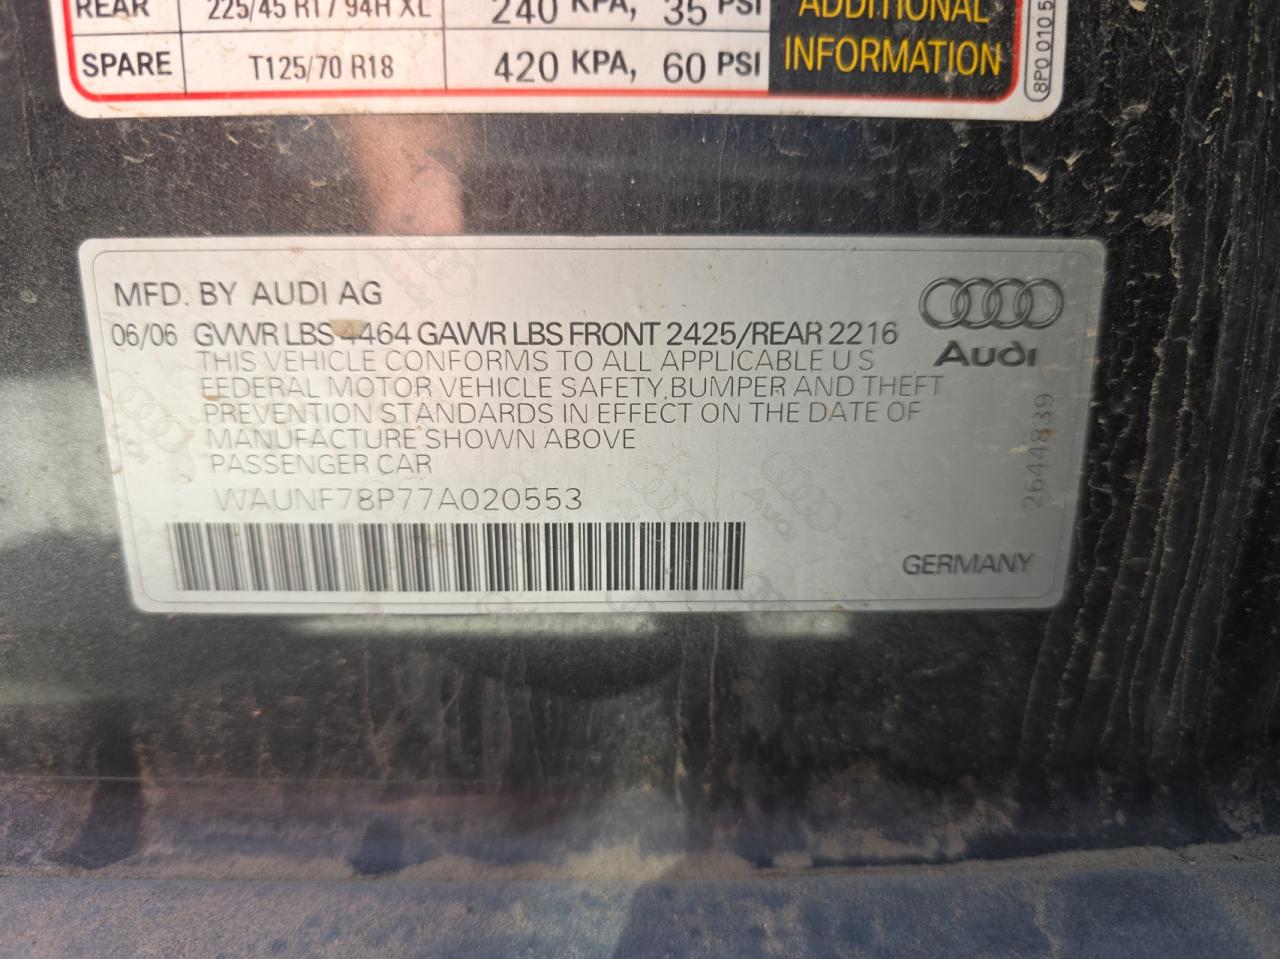 REAR 225/45 R17 94H XL 240 KPA, 35 PSI
SPARE T125/70 R18 420 KPA, 60 PSI
ADDITIONAL
INFORMATION
8P0 0105
MFD. BY AUDI AG
06/06 GVWR LBS 4464 GAWR LBS FRONT 2425/REAR 2216
THIS VEHICLE CONFORMS TO ALL APPLICABLE U S
FEDERAL MOTOR VEHICLE SAFETY, BUMPER AND THEFT
PREVENTION STANDARDS IN EFFECT ON THE DATE OF
MANUFACTURE SHOWN ABOVE
PASSENGER CAR
WAUNF78P77A020553
Audi
2644839
GERMANY